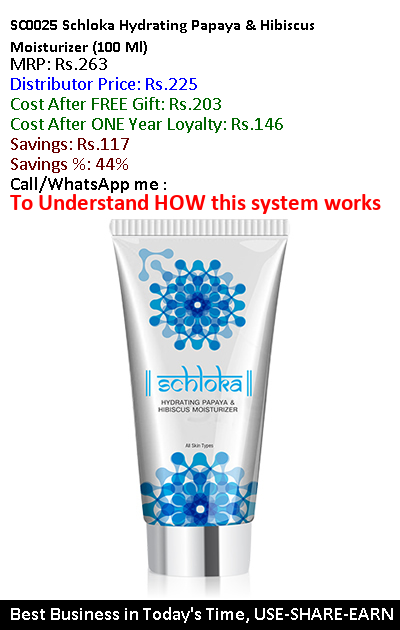 SC0025 Schloka Hydrating Papaya & Hibiscus
Moisturizer (100 Ml)
MRP: Rs.263
Distributor Price: Rs.225
Cost After FREE Gift: Rs.203
Cost After ONE Year Loyalty: Rs.146
Savings: Rs.117
Savings %: 44%
Call/WhatsApp me :
To Understand HOW this system works
|| schloka ||
HYDRATING PAPAYA &
HIBISCUS MOISTURIZER
All Skin Types
Best Business in Today's Time, USE-SHARE-EARN